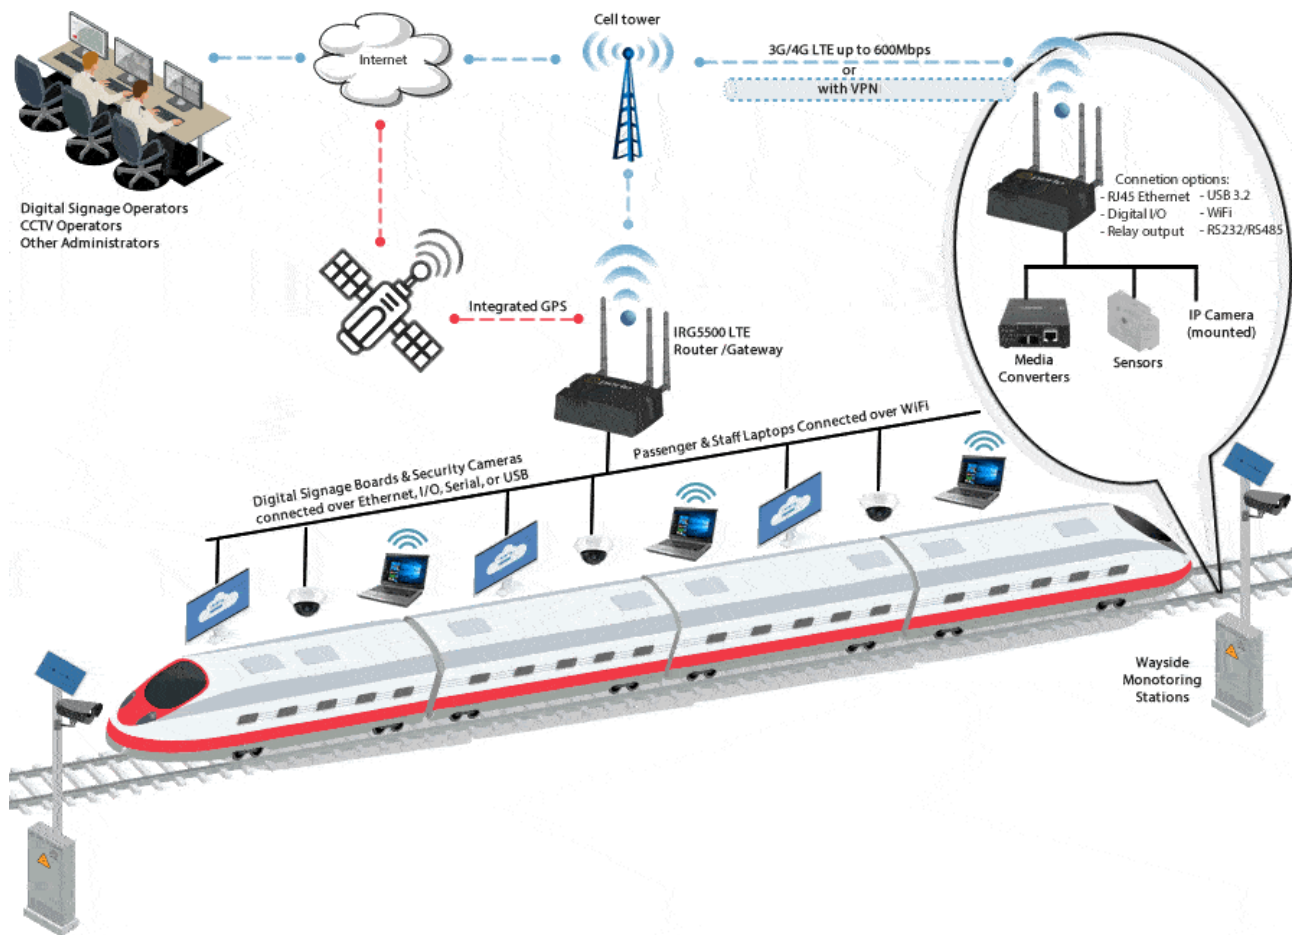 Cell tower
Internet
3G/4G LTE up to 600Mbps
or
with VPN
Digital Signage Operators
CCTV Operators
Other Administrators
Connetion options:
- RJ45 Ethernet - USB 3.2
- Digital I/O - WiFi
- Relay output - RS232/RS485
Integrated GPS
IRG5500 LTE
Router /Gateway
IP Camera
(mounted)
Media
Converters
Sensors
Passenger & Staff Laptops Connected over WiFi
Digital Signage Boards & Security Cameras
connected over Ethernet, I/O, Serial, or USB
Wayside
Monotoring
Stations